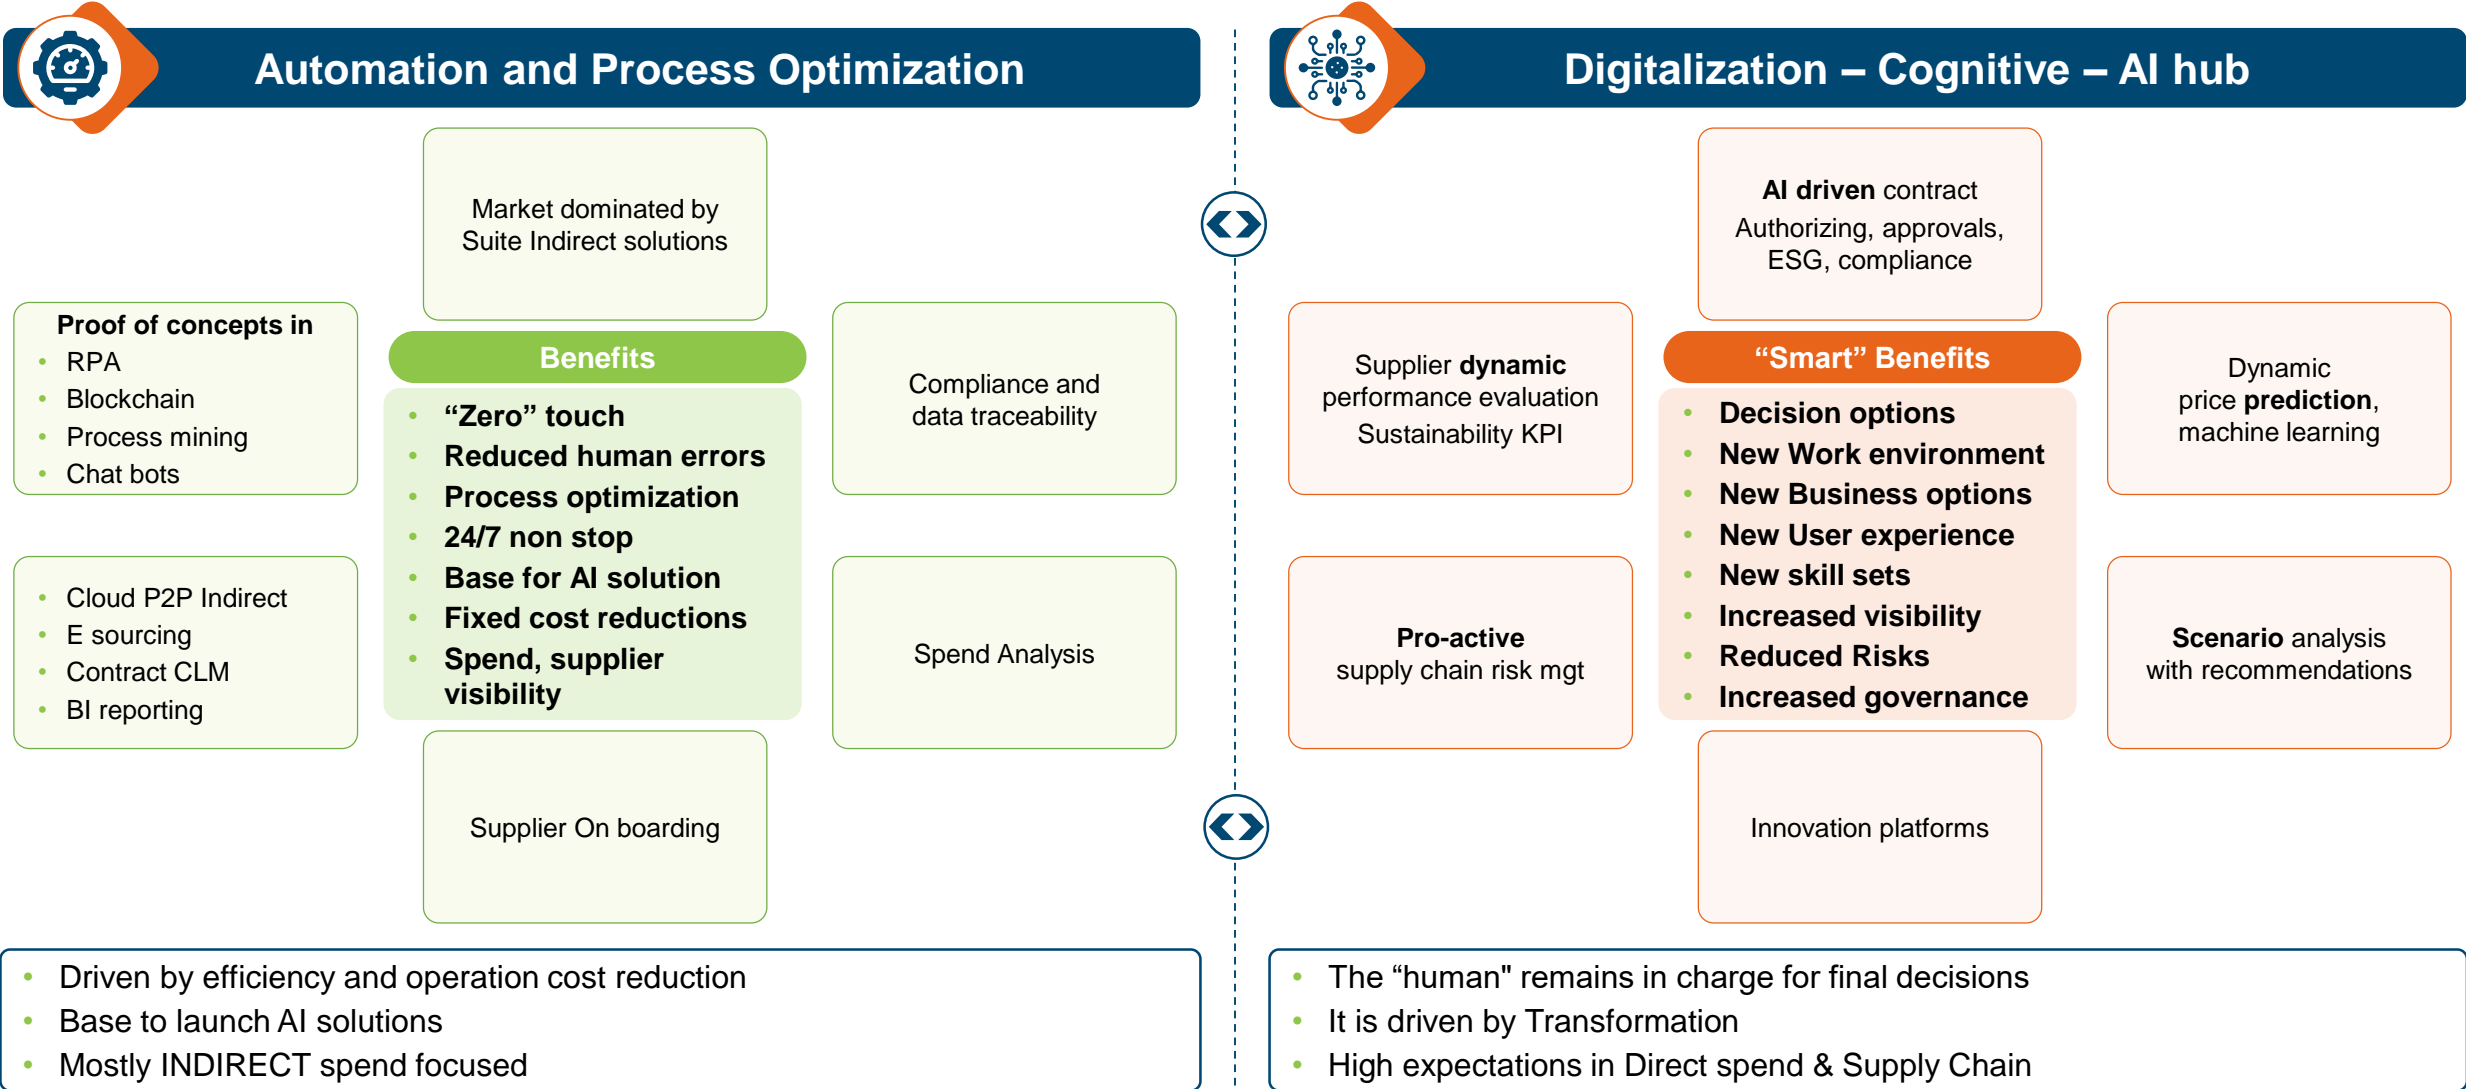 Automation and Process Optimization
Market dominated by
Suite Indirect solutions
Proof of concepts in
• RPA
• Blockchain
• Process mining
• Chat bots
Benefits
• “Zero” touch
• Reduced human errors
• Process optimization
• 24/7 non stop
• Base for AI solution
• Fixed cost reductions
• Spend, supplier
visibility
Compliance and
data traceability
• Cloud P2P Indirect
• E sourcing
• Contract CLM
• BI reporting
Spend Analysis
Supplier On boarding
• Driven by efficiency and operation cost reduction
• Base to launch AI solutions
• Mostly INDIRECT spend focused
Digitalization – Cognitive – AI hub
AI driven contract
Authorizing, approvals,
ESG, compliance
Supplier dynamic
performance evaluation
Sustainability KPI
“Smart” Benefits
• Decision options
• New Work environment
• New Business options
• New User experience
• New skill sets
• Increased visibility
• Reduced Risks
• Increased governance
Dynamic
price prediction,
machine learning
Pro-active
supply chain risk mgt
Scenario analysis
with recommendations
Innovation platforms
• The “human" remains in charge for final decisions
• It is driven by Transformation
• High expectations in Direct spend & Supply Chain